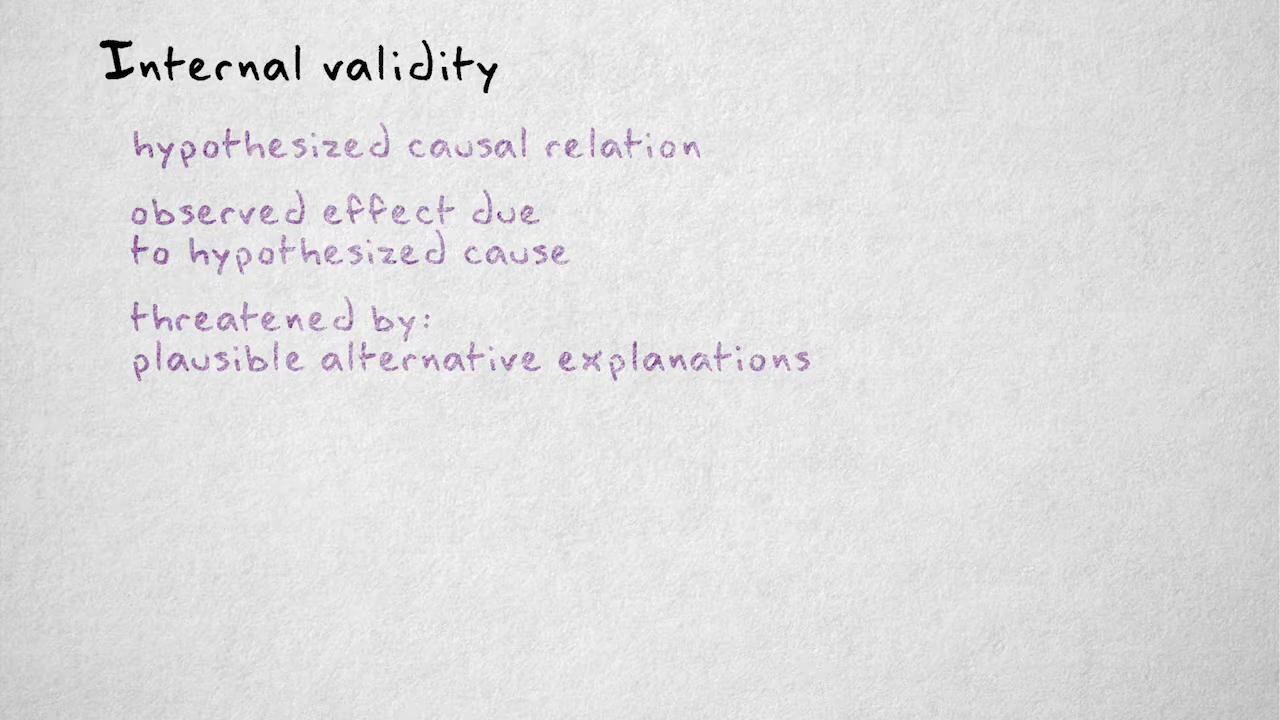 Internal validity
hypothesized causal relation
observed effect due
to hypothesized cause
threatened by:
plausible alternative explanations